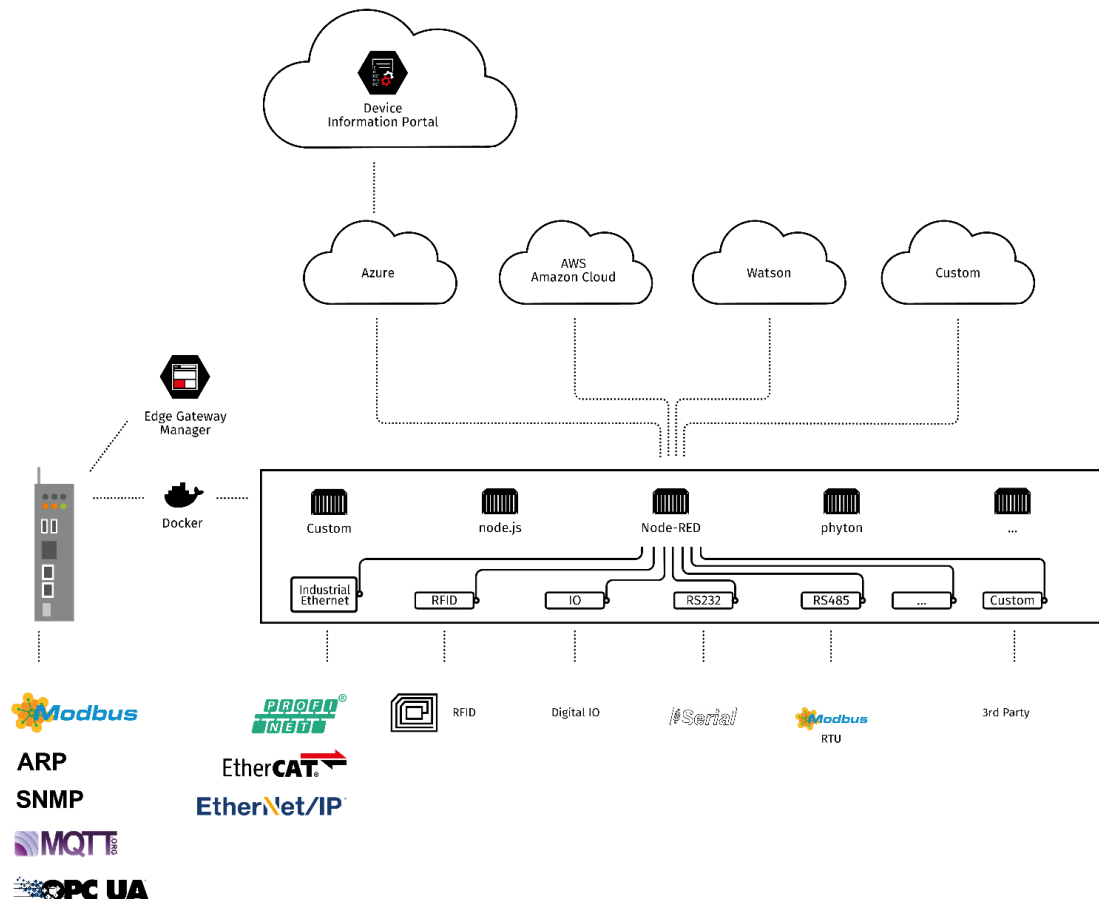 Device
Information Portal
Azure
AWS
Amazon Cloud
Watson
Custom
Edge Gateway
Manager
Docker
Custom
node.js
Node-RED
phyton
...
Industrial
Ethernet
RFID
IO
RS232
RS485
...
Custom
Modbus
ARP
SNMP
MQTT.ORG
OPC UA
PROFI®
NET
EtherCAT®
EtherNet/IP
RFID
Digital IO
Serial
Modbus
RTU
3rd Party